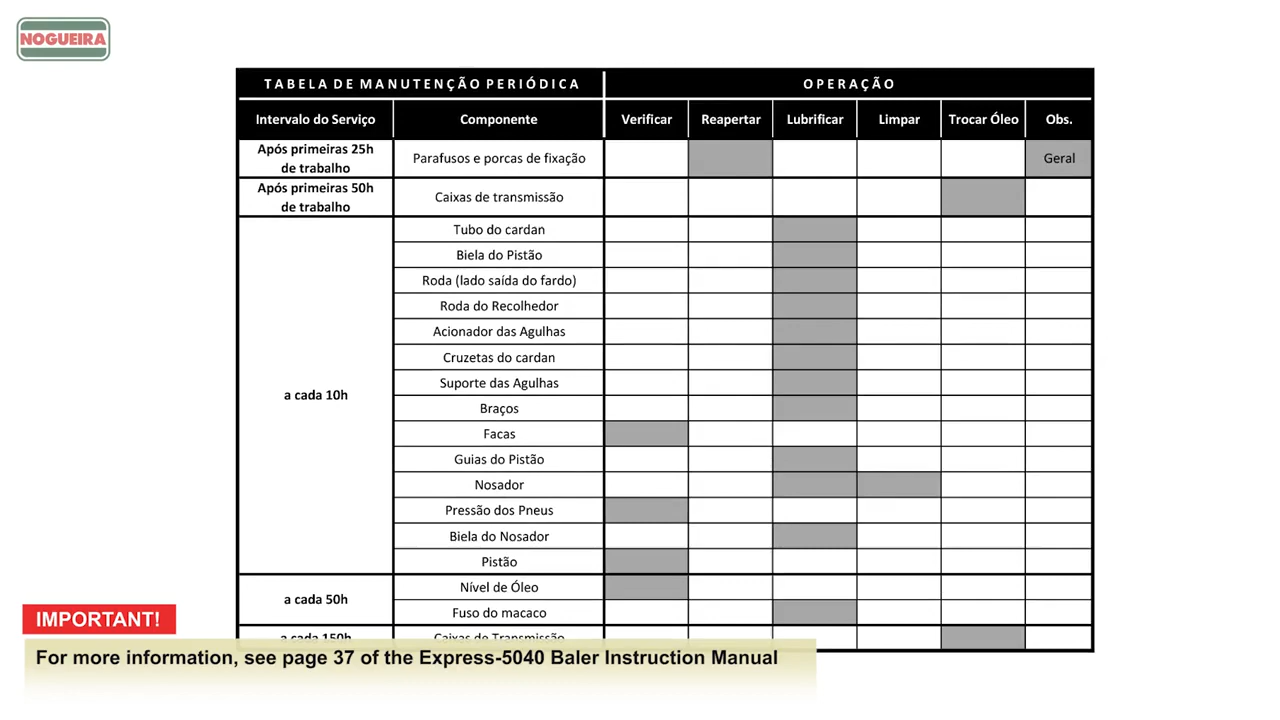 NOGUEIRA
TABELA DE MANUTENÇÃO PERIÓDICA
OPERAÇÃO
Intervalo do Serviço
Componente
Verificar
Reapertar
Lubrificar
Limpar
Trocar Óleo
Obs.
Após primeiras 25h
de trabalho
Parafusos e porcas de fixação
Geral
Após primeiras 50h
de trabalho
Caixas de transmissão
a cada 10h
Tubo do cardan
Biela do Pistão
Roda (lado saída do fardo)
Roda do Recolhedor
Acionador das Agulhas
Cruzetas do cardan
Suporte das Agulhas
Braços
Facas
Guias do Pistão
Nosador
Pressão dos Pneus
Biela do Nosador
Pistão
a cada 50h
Nível de Óleo
Fuso do macaco
a cada 150h
Caixas de Transmissão
IMPORTANT!
For more information, see page 37 of the Express-5040 Baler Instruction Manual